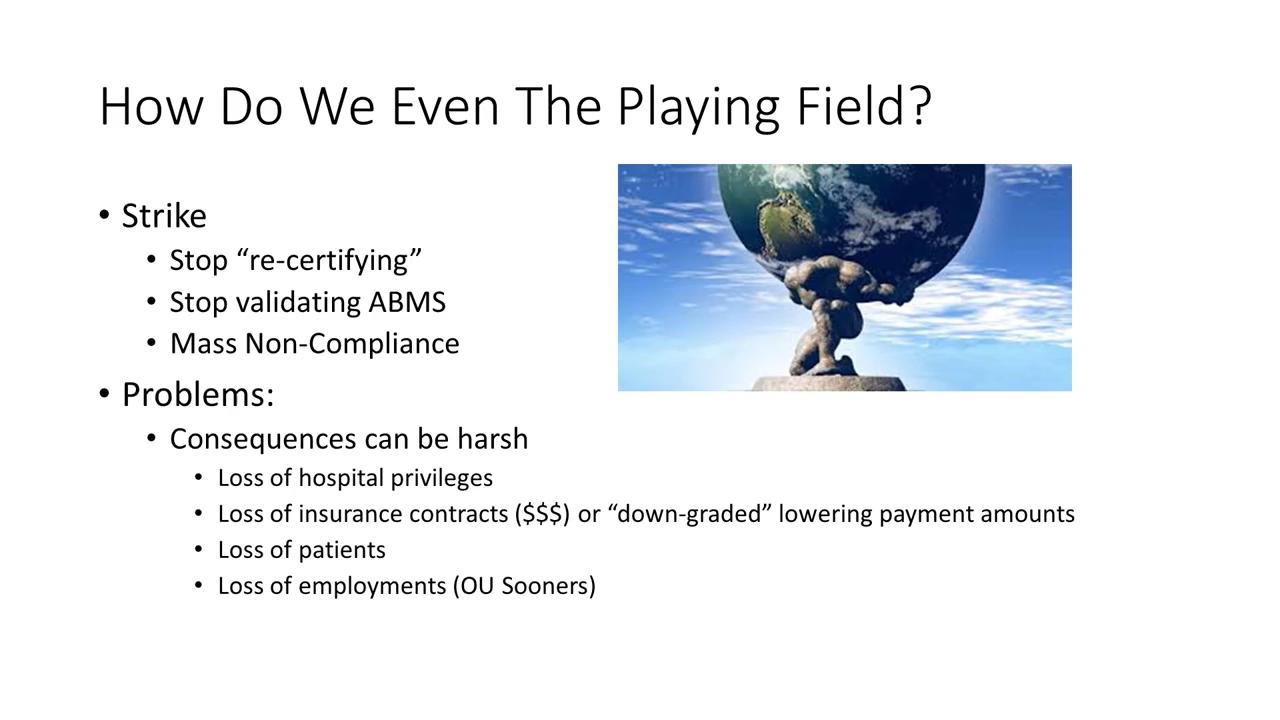 How Do We Even The Playing Field?
• Strike
• Stop “re-certifying”
• Stop validating ABMS
• Mass Non-Compliance
• Problems:
• Consequences can be harsh
• Loss of hospital privileges
• Loss of insurance contracts ($$$) or “down-graded” lowering payment amounts
• Loss of patients
• Loss of employments (OU Sooners)